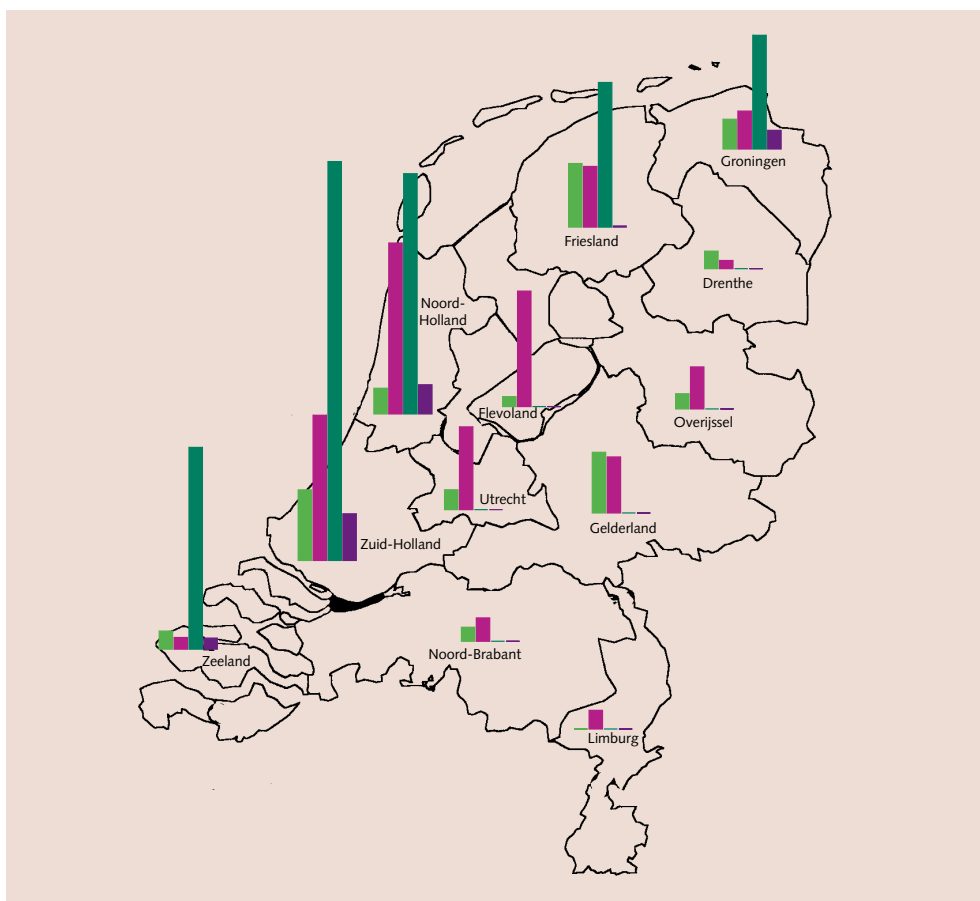 Groningen
Friesland
Drenthe
Noord-
Holland
Flevoland
Overijssel
Utrecht
Gelderland
Zuid-Holland
Noord-Brabant
Zeeland
Limburg